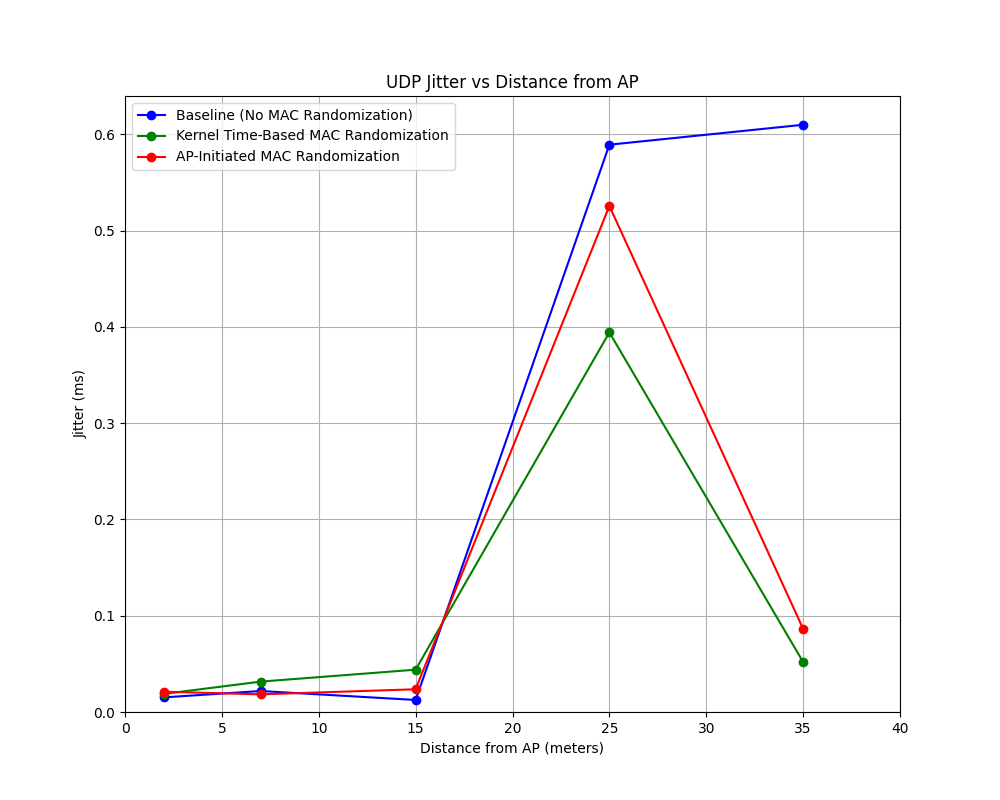 UDP Jitter vs Distance from AP
Baseline (No MAC Randomization)
Kernel Time-Based MAC Randomization
AP-Initiated MAC Randomization
Jitter (ms)
0.6
0.5
0.4
0.3
0.2
0.1
0.0
0 5 10 15 20 25 30 35 40
Distance from AP (meters)